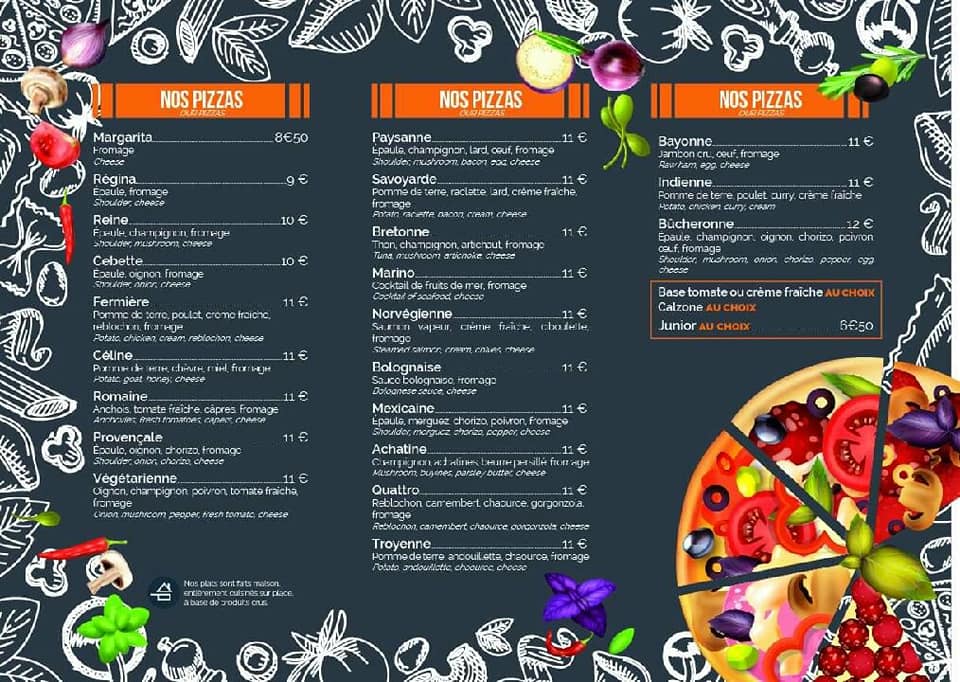 NOS PIZZAS
OUR PIZZAS
Margarita 8€50
Fromage
Cheese
Régina 9 €
Épaule, fromage
Shoulder, cheese
Reine 10 €
Épaule, champignon, fromage
Shoulder, mushroom, cheese
Cebette 10 €
Épaule, oignon, fromage
Shoulder, onion, cheese
Fermière 11 €
Pomme de terre, poulet, crème fraîche,
reblochon, fromage
Potato, chicken, cream, reblochon, cheese
Céline 11 €
Pomme de terre, chèvre, miel, fromage
Potato, goat, honey, cheese
Romaine 11 €
Anchois, tomate fraîche, câpres, fromage
Anchovies, fresh tomatoes, capers, cheese
Provençale 11 €
Épaule, oignon, chorizo, fromage
Shoulder, onion, chorizo, cheese
Végétarienne 11 €
Oignon, champignon, poivron, tomate fraîche,
fromage
Onion, mushroom, pepper, fresh tomato, cheese
Nos plats sont faits maison,
entièrement cuisinés sur place,
à base de produits crus.
NOS PIZZAS
OUR PIZZAS
Paysanne 11 €
Épaule, champignon, lard, œuf, fromage
Shoulder, mushroom, bacon, egg, cheese
Savoyarde 11 €
Pomme de terre, raclette, lard, crème fraîche,
fromage
Potato, raclette, bacon, cream, cheese
Bretonne 11 €
Thon, champignon, artichaut, fromage
Tuna, mushroom, artichoke, cheese
Marino 11 €
Cocktail de fruits de mer, fromage
Cocktail of seafood, cheese
Norvégienne 11 €
Saumon vapeur, crème fraîche, ciboulette,
fromage
Steamed salmon, cream, chives, cheese
Bolognaise 11 €
Sauce bolognaise, fromage
Bolognese sauce, cheese
Mexicaine 11 €
Épaule, merguez, chorizo, poivron, fromage
Shoulder, merguez, chorizo, pepper, cheese
Achatine 11 €
Champignon, achatines, beurre persillé, fromage
Mushroom, bulines, parsley butter, cheese
Quattro 11 €
Reblochon, camembert, chaource, gorgonzola,
fromage
Reblochon, camembert, chaource, gorgonzola, cheese
Troyenne 11 €
Pomme de terre, andouillette, chaource, fromage
Potato, andouillette, chaource, cheese
NOS PIZZAS
OUR PIZZAS
Bayonne 11 €
Jambon cru, œuf, fromage
Raw ham, egg, cheese
Indienne 11 €
Pomme de terre, poulet, curry, crème fraîche
Potato, chicken, curry, cream
Bûcheronne 12 €
Épaule, champignon, oignon, chorizo, poivron
œuf, fromage
Shoulder, mushroom, onion, chorizo, pepper, egg
cheese
Base tomate ou crème fraîche AU CHOIX
Calzone AU CHOIX
Junior AU CHOIX 6€50